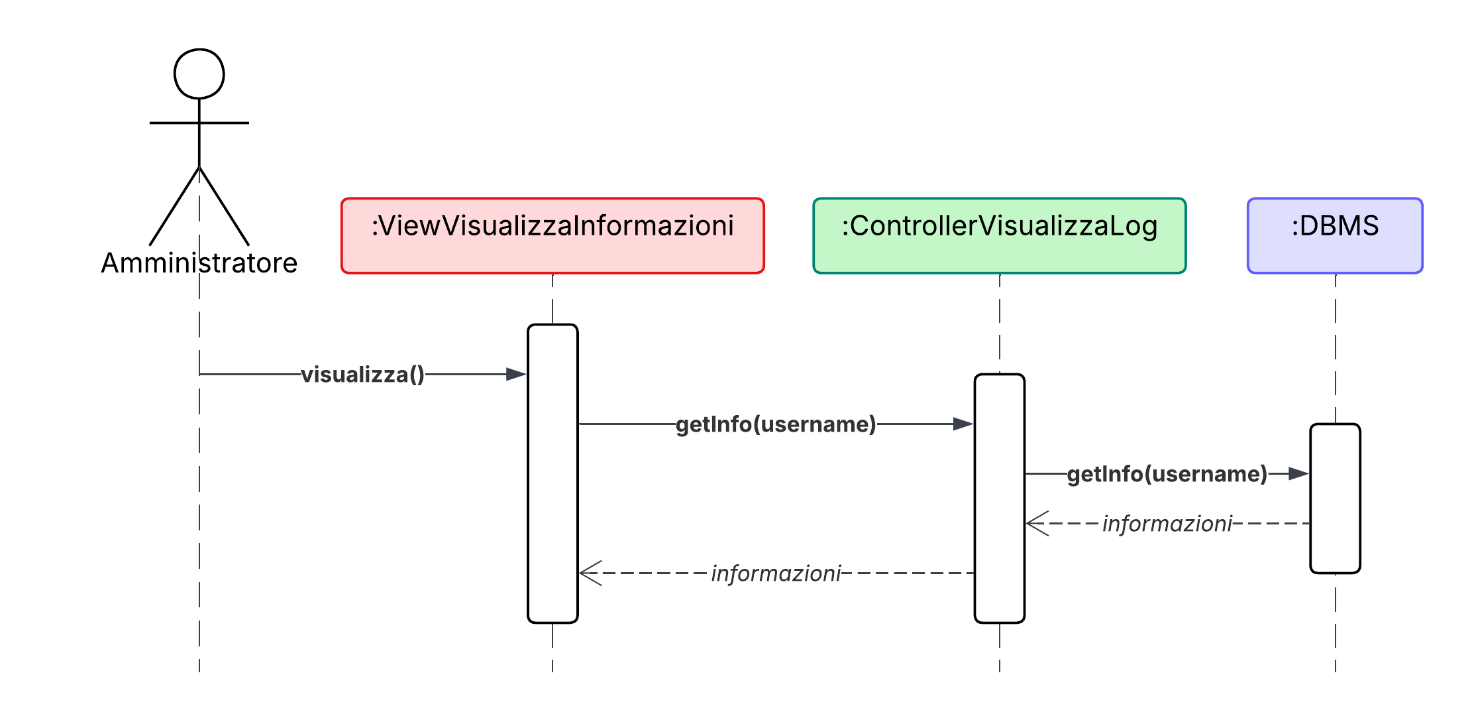 :ViewVisualizzaInformazioni
:ControllerVisualizzaLog
:DBMS
Amministratore
visualizza()
getInfo(username)
getInfo(username)
informazioni
informazioni